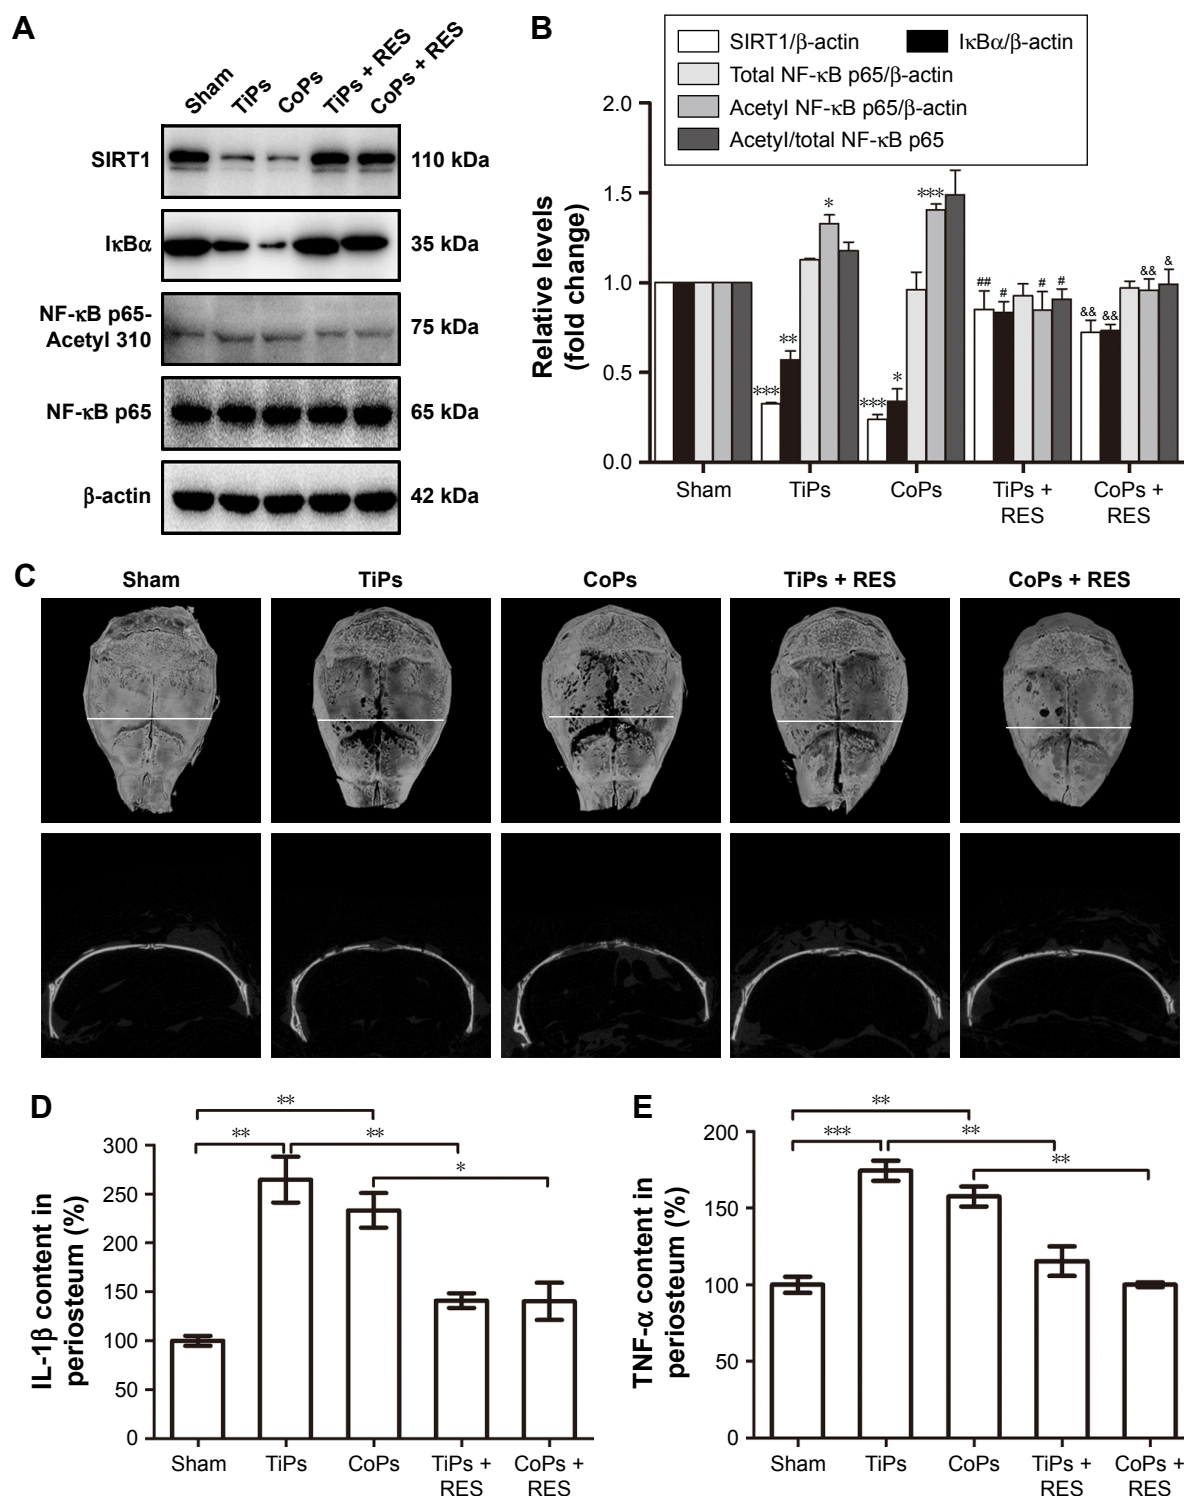 A
Sham
TiPs
CoPs
TiPs + RES
CoPs + RES
SIRT1
110 kDa
IκBα
35 kDa
NF-κB p65-
Acetyl 310
75 kDa
NF-κB p65
65 kDa
β-actin
42 kDa
B
SIRT1/β-actin
IκBα/β-actin
Total NF-κB p65/β-actin
Acetyl NF-κB p65/β-actin
Acetyl/total NF-κB p65
Relative levels
(fold change)
2.0
1.5
1.0
0.5
0.0
***
**
*
***
*
***
##
#
#
#
&&
&&
&&
&
Sham
TiPs
CoPs
TiPs +
RES
CoPs +
RES
C
Sham
TiPs
CoPs
TiPs + RES
CoPs + RES
D
IL-1β content in
periosteum (%)
300
250
200
150
100
50
0
**
**
**
*
Sham
TiPs
CoPs
TiPs +
RES
CoPs +
RES
E
TNF-α content in
periosteum (%)
200
150
100
50
0
**
***
**
**
Sham
TiPs
CoPs
TiPs +
RES
CoPs +
RES